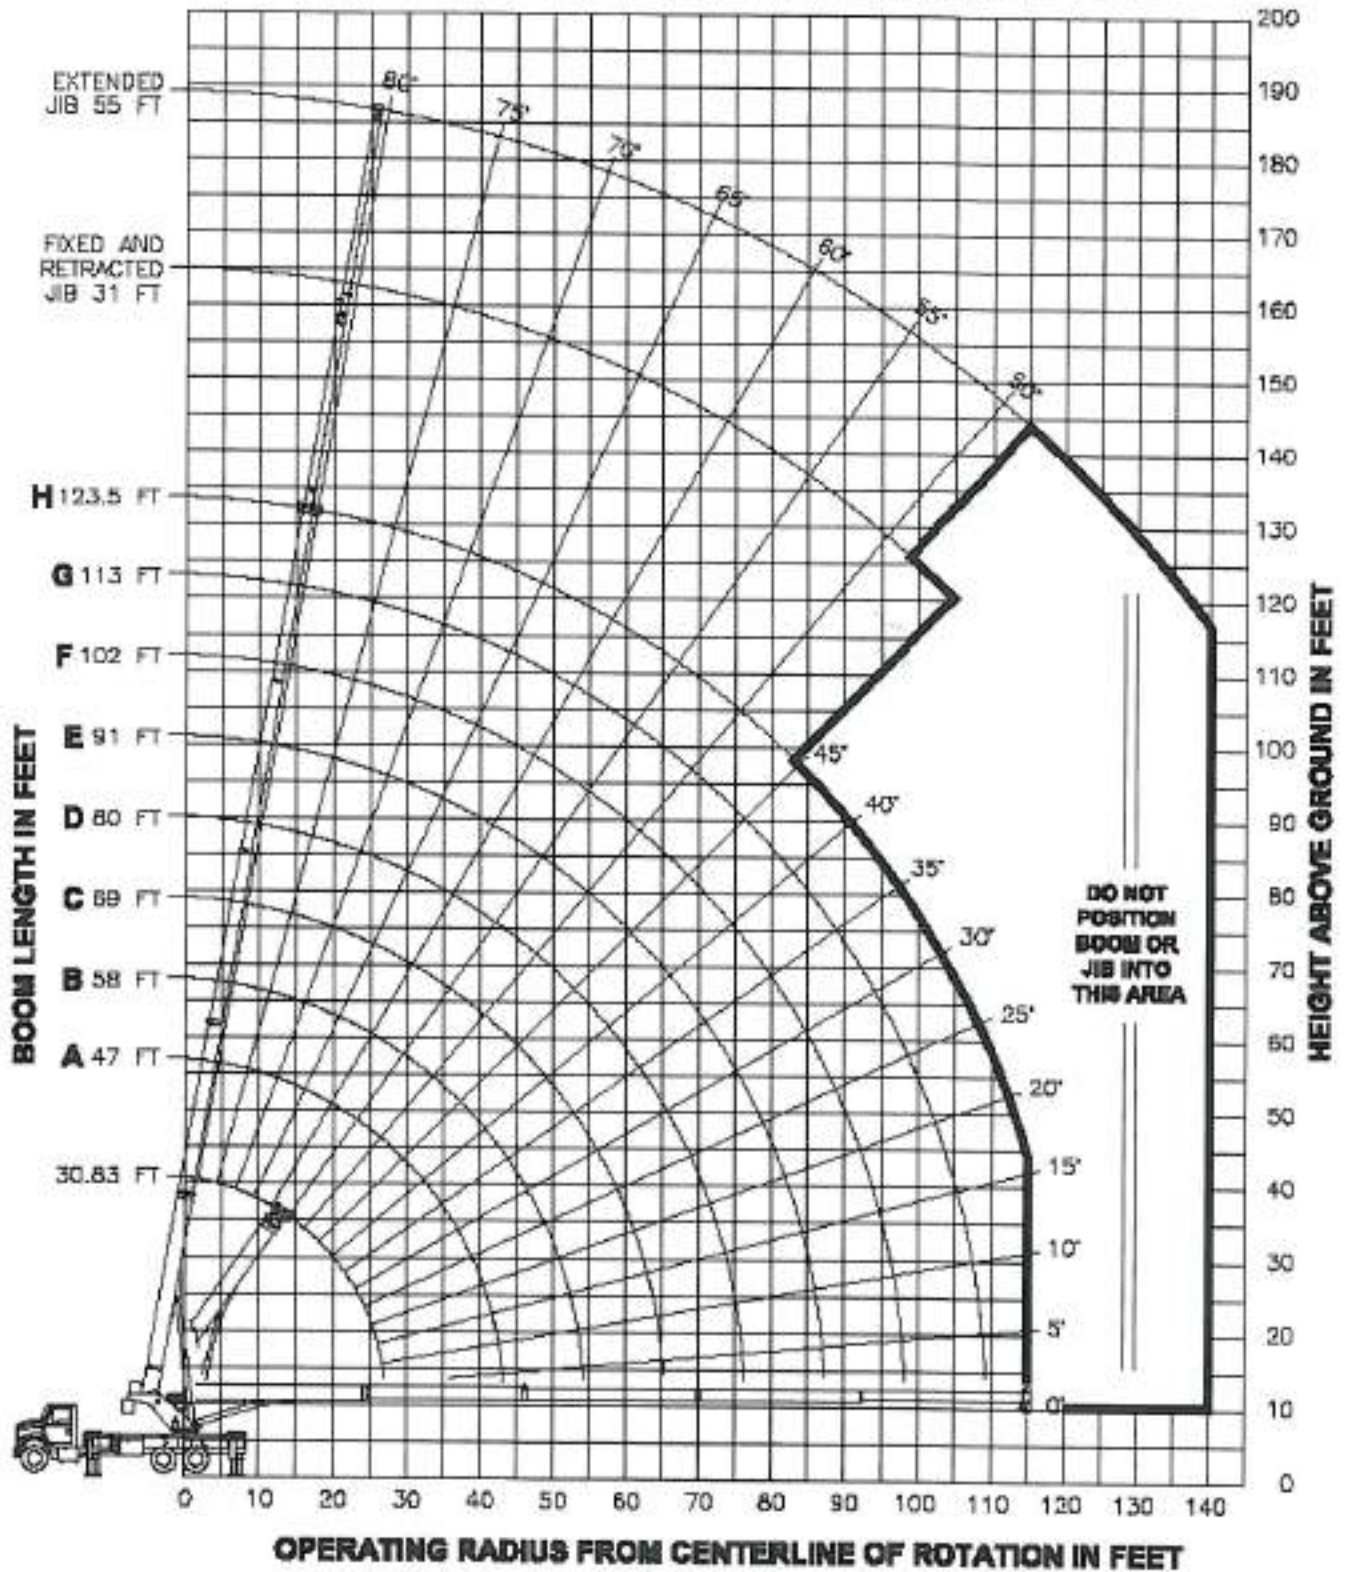 EXTENDED
JIB 55 FT
FIXED AND
RETRACTED
JIB 31 FT
H 123.5 FT
G 113 FT
F 102 FT
E 91 FT
D 80 FT
C 69 FT
B 58 FT
A 47 FT
30.83 FT
BOOM LENGTH IN FEET
80°
75°
70°
65°
60°
55°
50°
45°
40°
35°
30°
25°
20°
15°
10°
5°
0°
DO NOT
POSITION
BOOM OR
JIB INTO
THIS AREA
200
190
180
170
160
150
140
130
120
110
100
90
80
70
60
50
40
30
20
10
0
HEIGHT ABOVE GROUND IN FEET
0 10 20 30 40 50 60 70 80 90 100 110 120 130 140
OPERATING RADIUS FROM CENTERLINE OF ROTATION IN FEET